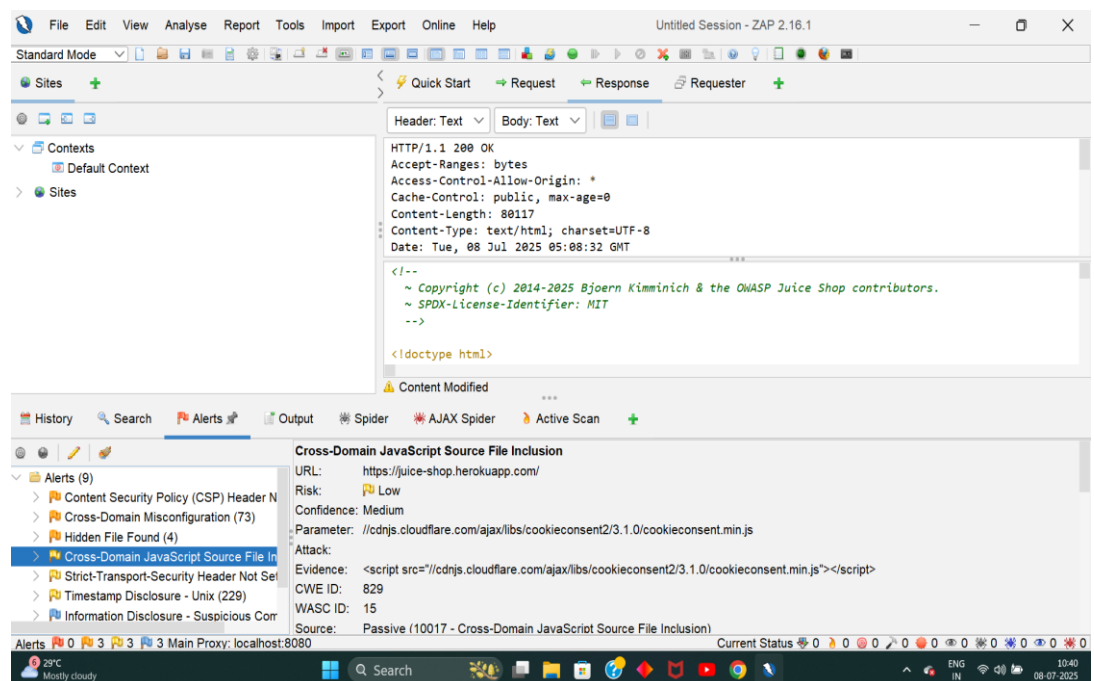 File Edit View Analyse Report Tools Import Export Online Help
Untitled Session - ZAP 2.16.1
Standard Mode
Sites
Quick Start Request Response Requester
Header: Text Body: Text
Contexts
Default Context
Sites
HTTP/1.1 200 OK
Accept-Ranges: bytes
Access-Control-Allow-Origin: *
Cache-Control: public, max-age=0
Content-Length: 80117
Content-Type: text/html; charset=UTF-8
Date: Tue, 08 Jul 2025 05:08:32 GMT
<!--
~ Copyright (c) 2014-2025 Bjoern Kimminich & the OWASP Juice Shop contributors.
~ SPDX-License-Identifier: MIT
-->
<!doctype html>
Content Modified
History Search Alerts Output Spider AJAX Spider Active Scan
Alerts (9)
Content Security Policy (CSP) Header N
Cross-Domain Misconfiguration (73)
Hidden File Found (4)
Cross-Domain JavaScript Source File In
Strict-Transport-Security Header Not Set
Timestamp Disclosure - Unix (229)
Information Disclosure - Suspicious Com
Cross-Domain JavaScript Source File Inclusion
URL: https://juice-shop.herokuapp.com/
Risk: Low
Confidence: Medium
Parameter: //cdnjs.cloudflare.com/ajax/libs/cookieconsent2/3.1.0/cookieconsent.min.js
Attack:
Evidence: <script src="//cdnjs.cloudflare.com/ajax/libs/cookieconsent2/3.1.0/cookieconsent.min.js"></script>
CWE ID: 829
WASC ID: 15
Source: Passive (10017 - Cross-Domain JavaScript Source File Inclusion)
Alerts 0 3 3 3 Main Proxy: localhost:8080
Current Status 0 0 0 0 0 0 0 0 0 0
6
29°C
Mostly cloudy
Search
ENG
IN
10:40
08-07-2025